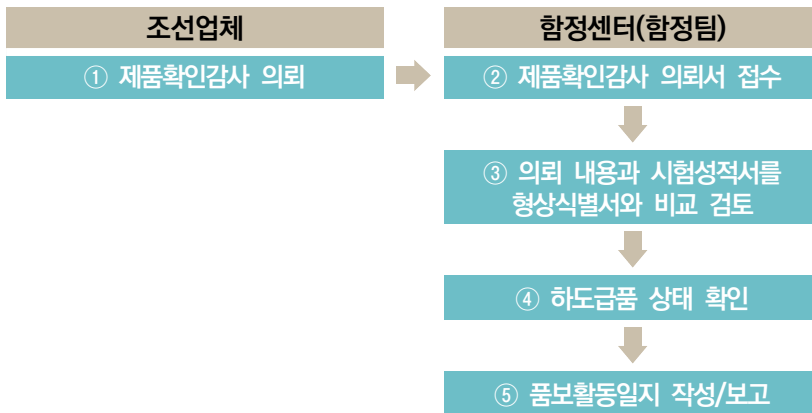 조선업체
함정센터(함정팀)
① 제품확인감사 의뢰
② 제품확인감사 의뢰서 접수
③ 의뢰 내용과 시험성적서를
형상식별서와 비교 검토
④ 하도급품 상태 확인
⑤ 품보활동일지 작성/보고